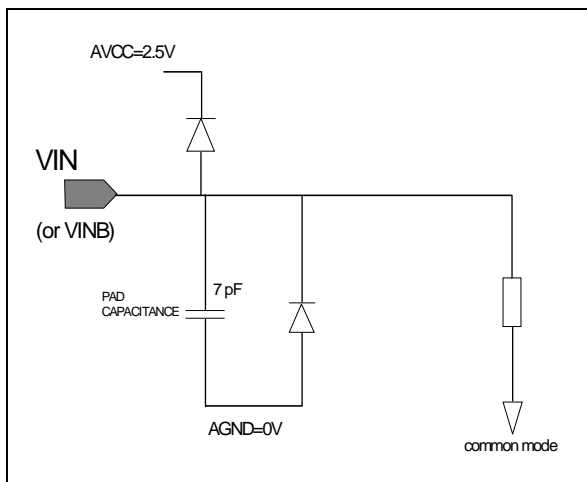 AVCC=2.5V
VIN
(or VINB)
7 pF
PAD
CAPACITANCE
AGND=0V
common mode